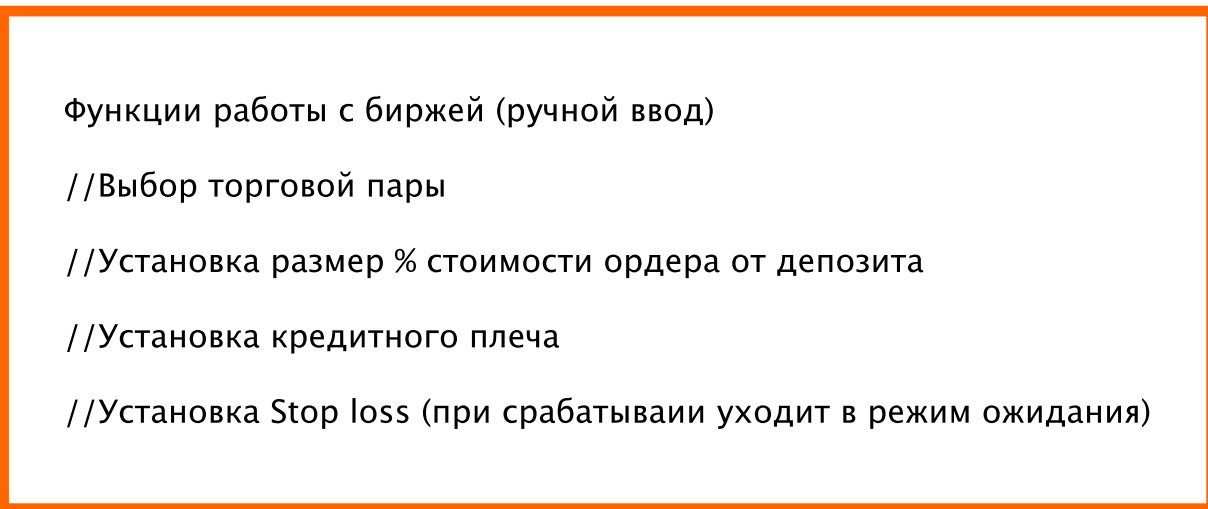 Функции работы с биржей (ручной ввод)
//Выбор торговой пары
//Установка размер % стоимости ордера от депозита
//Установка кредитного плеча
//Установка Stop loss (при срабатываии уходит в режим ожидания)